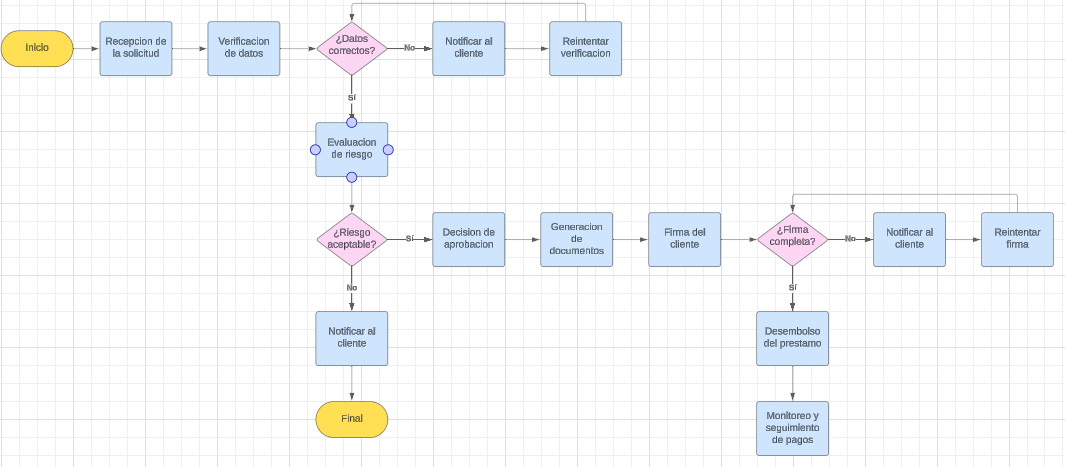 Inicio
Recepcion de
la solicitud
Verificacion
de datos
¿Datos
correctos?
No
Notificar al
cliente
Reintentar
verificacion
Sí
Evaluacion
de riesgo
¿Riesgo
aceptable?
Sí
Decision de
aprobacion
Generacion
de
documentos
Firma del
cliente
¿Firma
completa?
No
Notificar al
cliente
Reintentar
firma
No
Notificar al
cliente
Final
Sí
Desembolso
del prestamo
Monitoreo y
seguimiento
de pagos